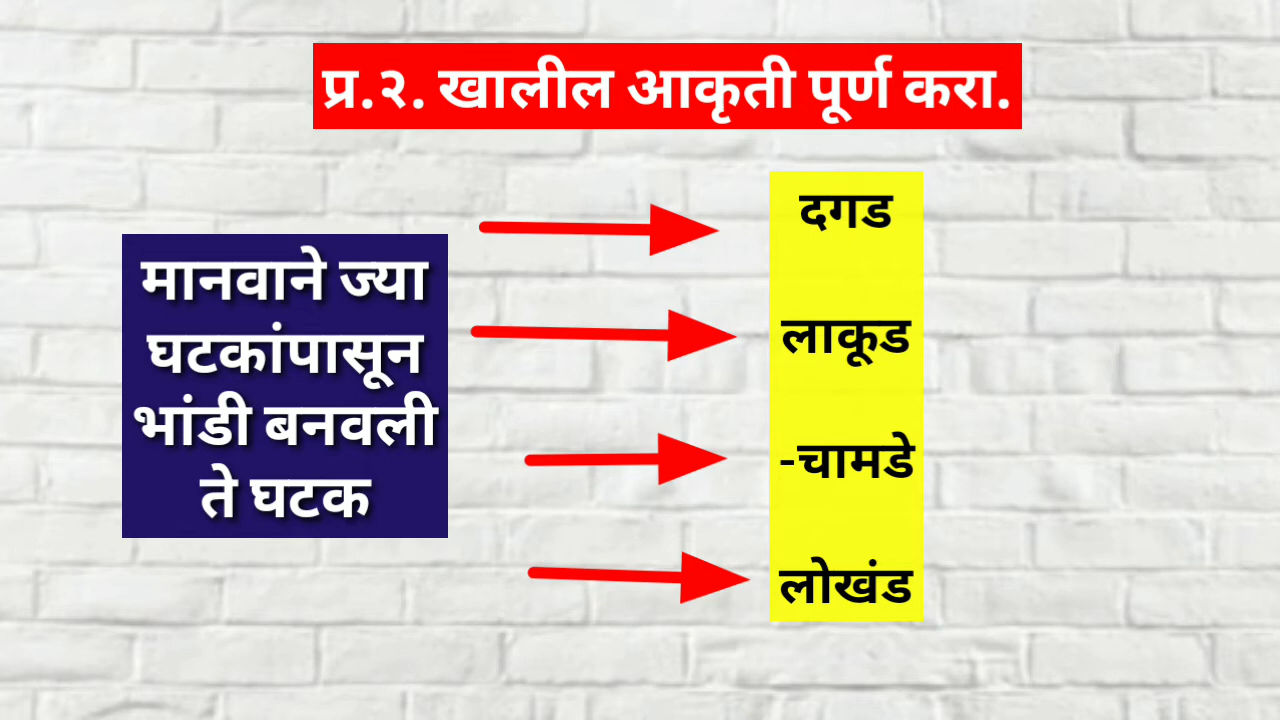 प्र.२. खालील आकृती पूर्ण करा.
मानवाने ज्या
घटकांपासून
भांडी बनवली
ते घटक
दगड
लाकूड
-चामडे
लोखंड